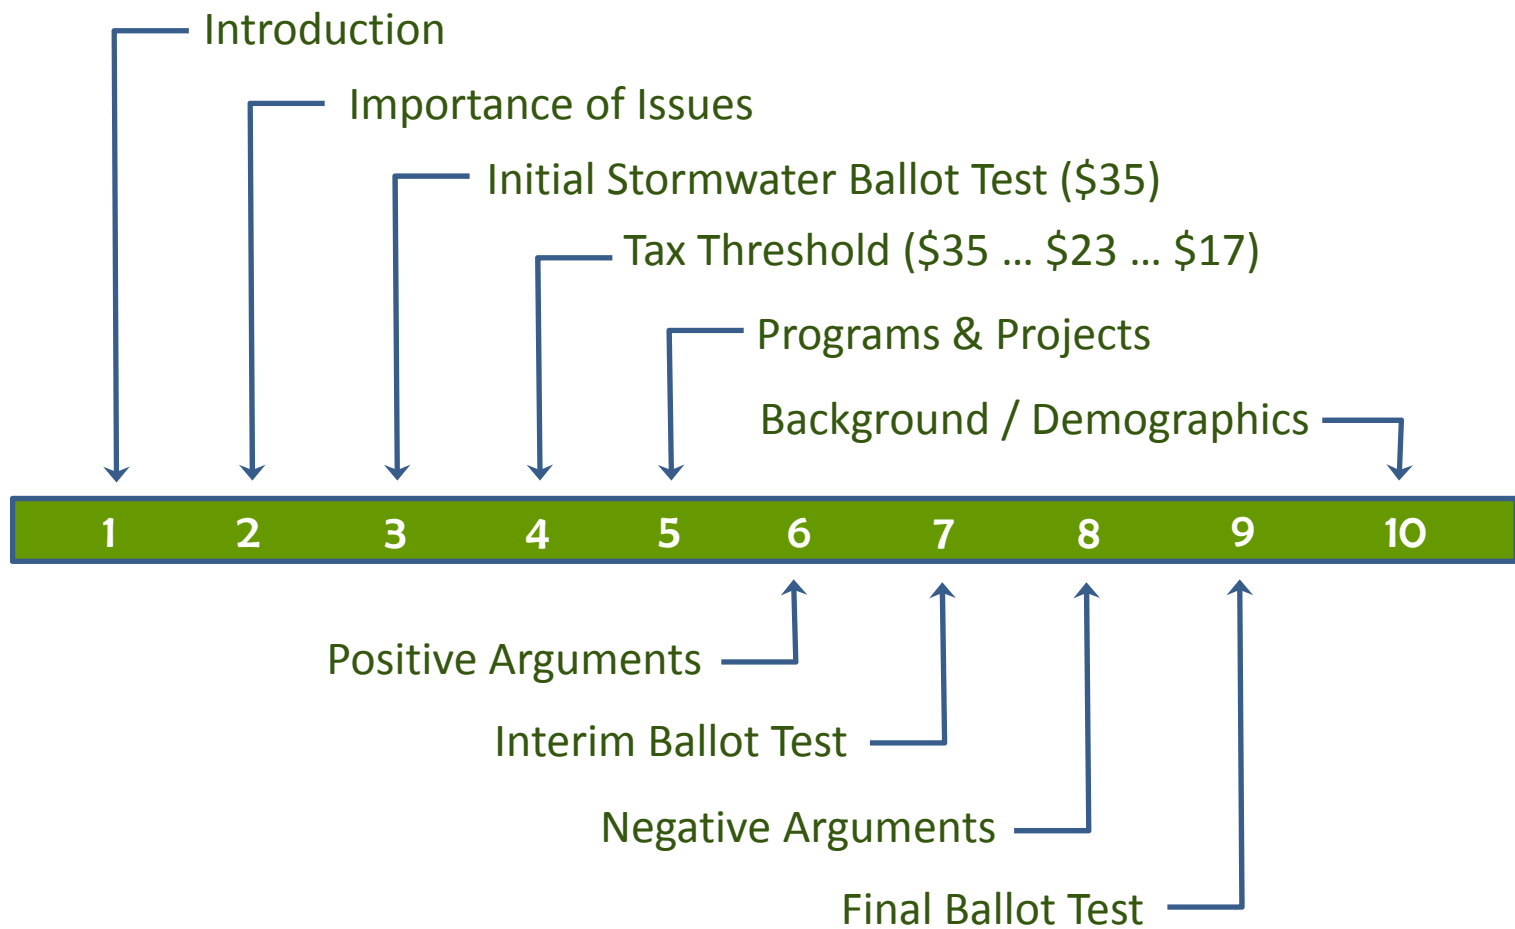 Introduction
Importance of Issues
Initial Stormwater Ballot Test ($35)
Tax Threshold ($35 … $23 … $17)
Programs & Projects
Background / Demographics
1 2 3 4 5 6 7 8 9 10
Positive Arguments
Interim Ballot Test
Negative Arguments
Final Ballot Test